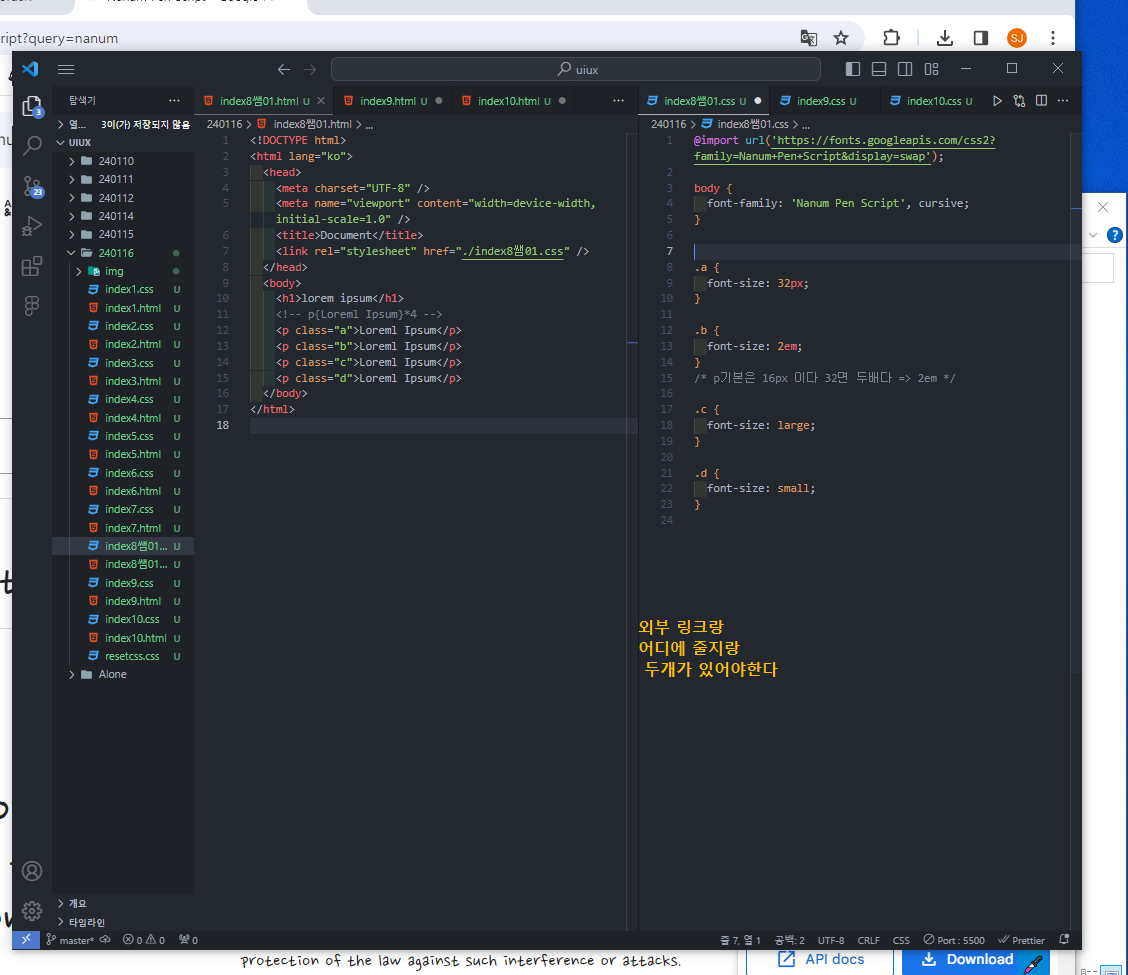 Nanum Pen Script - Google
ript?query=nanum
SJ
uiux
탐색기
index8쌤01.html U
index9.html U
index10.html U
index8쌤01.css U
index9.css U
index10.css U
열... 3이(가) 저장되지 않음
240116 > index8쌤01.html > ...
240116 > index8쌤01.css > ...
UIUX
240110
240111
240112
240114
240115
240116
img
index1.css U
index1.html U
index2.css U
index2.html U
index3.css U
index3.html U
index4.css U
index4.html U
index5.css U
index5.html U
index6.css U
index6.html U
index7.css U
index7.html U
index8쌤01... U
index8쌤01... U
index9.css U
index9.html U
index10.css U
index10.html U
resetcss.css U
Alone
개요
타임라인
1 <!DOCTYPE html>
2 <html lang="ko">
3 <head>
4 <meta charset="UTF-8" />
5 <meta name="viewport" content="width=device-width,
initial-scale=1.0" />
6 <title>Document</title>
7 <link rel="stylesheet" href="./index8쌤01.css" />
8 </head>
9 <body>
10 <h1>lorem ipsum</h1>
11 <!-- p{Loreml Ipsum}*4 -->
12 <p class="a">Loreml Ipsum</p>
13 <p class="b">Loreml Ipsum</p>
14 <p class="c">Loreml Ipsum</p>
15 <p class="d">Loreml Ipsum</p>
16 </body>
17 </html>
18
1 @import url('https://fonts.googleapis.com/css2?
family=Nanum+Pen+Script&display=swap');
2
3 body {
4 font-family: 'Nanum Pen Script', cursive;
5 }
6
7
8 .a {
9 font-size: 32px;
10 }
11
12 .b {
13 font-size: 2em;
14 }
15 /* p기본은 16px 이다 32면 두배다 => 2em */
16
17 .c {
18 font-size: large;
19 }
20
21 .d {
22 font-size: small;
23 }
24
외부 링크랑
어디에 줄지랑
두개가 있어야한다
3
23
master* 0 0 0
줄 7, 열 1 공백: 2 UTF-8 CRLF CSS Port : 5500 Prettier
protection of the law against such interference or attacks.
API docs
Download